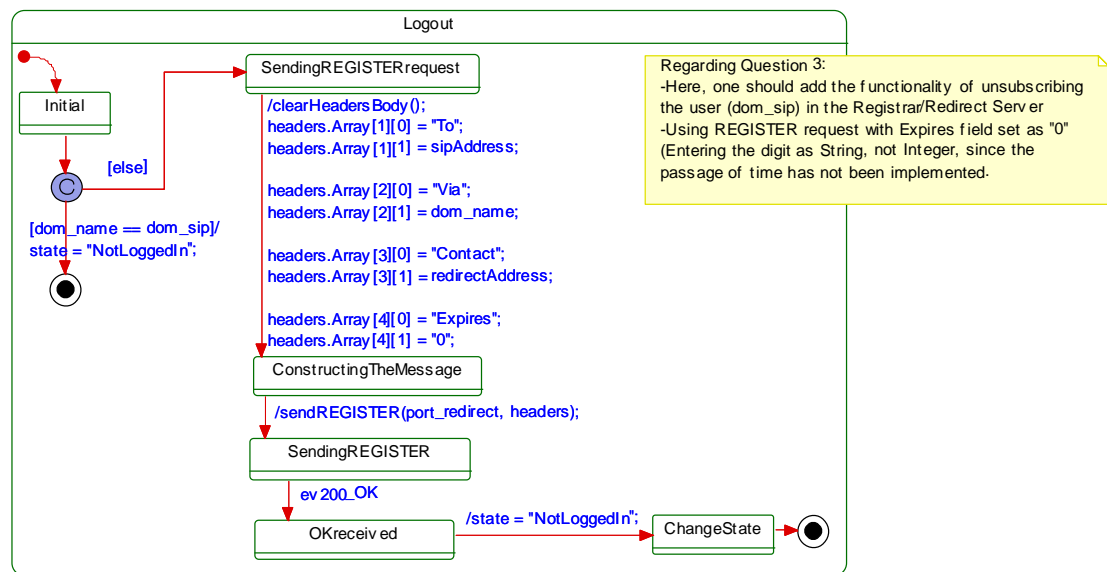 Logout
SendingREGISTERrequest
Initial
[else]
C
[dom_name == dom_sip]/
state = "NotLoggedIn";
/clearHeadersBody();
headers.Array[1][0] = "To";
headers.Array[1][1] = sipAddress;
headers.Array[2][0] = "Via";
headers.Array[2][1] = dom_name;
headers.Array[3][0] = "Contact";
headers.Array[3][1] = redirectAddress;
headers.Array[4][0] = "Expires";
headers.Array[4][1] = "0";
ConstructingTheMessage
/sendREGISTER(port_redirect, headers);
SendingREGISTER
ev200_OK
OKreceived
/state = "NotLoggedIn";
ChangeState
Regarding Question 3:
-Here, one should add the functionality of unsubscribing
the user (dom_sip) in the Registrar/Redirect Server
-Using REGISTER request with Expires field set as "0"
(Entering the digit as String, not Integer, since the
passage of time has not been implemented.